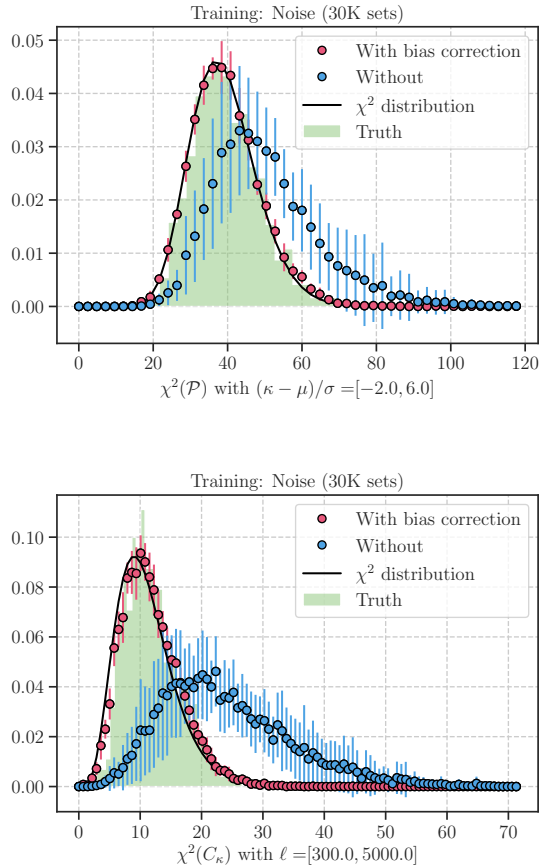 Training: Noise (30K sets)
0.05
0.04
0.03
0.02
0.01
0.00
With bias correction
Without
χ² distribution
Truth
0 20 40 60 80 100 120
χ²(𝒫) with (κ − μ)/σ =[−2.0, 6.0]
Training: Noise (30K sets)
0.10
0.08
0.06
0.04
0.02
0.00
With bias correction
Without
χ² distribution
Truth
0 10 20 30 40 50 60 70
χ²(C_κ) with ℓ =[300.0, 5000.0]